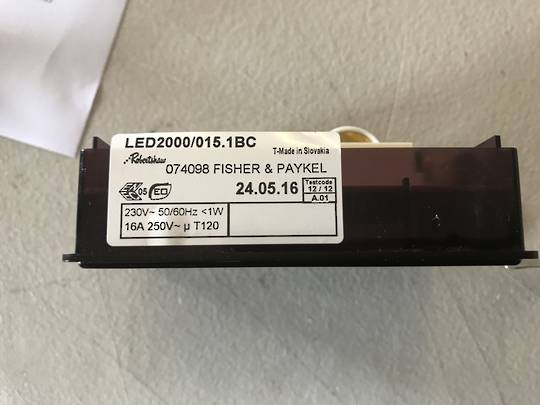 LED2000/015.1BC
Robertshaw T-Made in Slovakia
074098 FISHER & PAYKEL
05 24.05.16 Testcode
12 / 12
A.01
230V~ 50/60Hz <1W
16A 250V~ µ T120